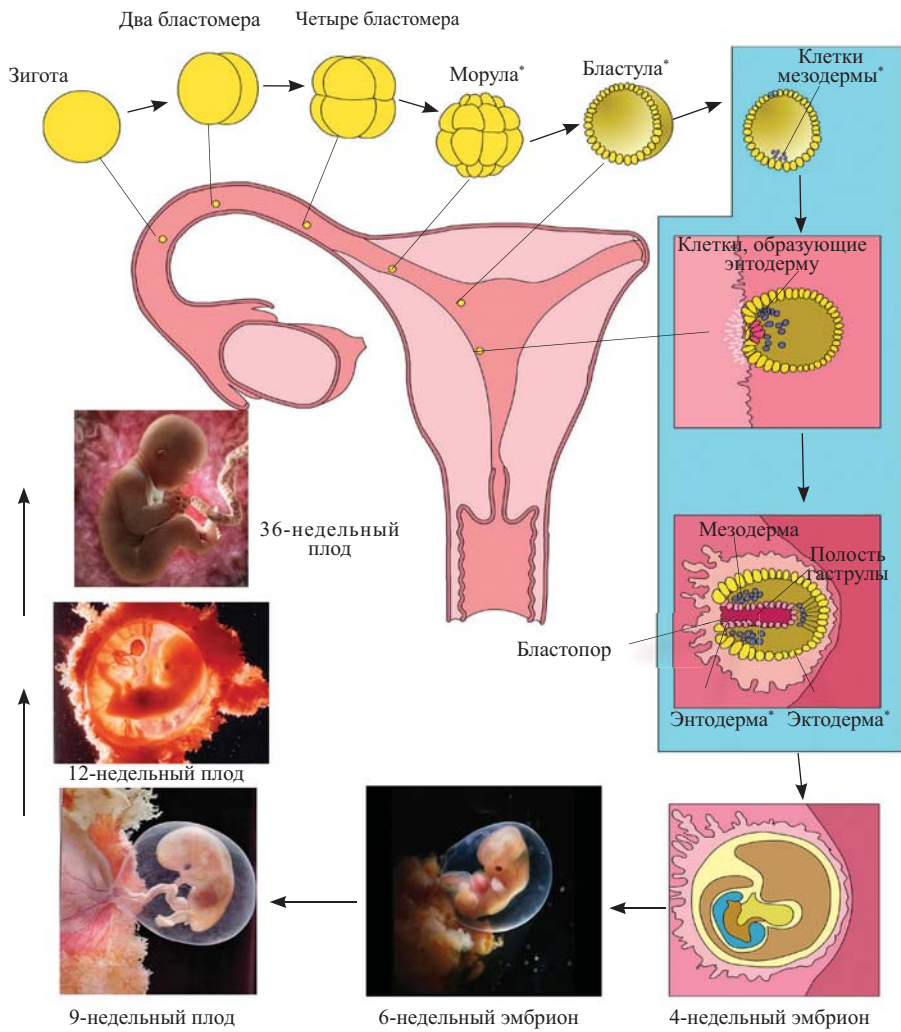 Два бластомера
Четыре бластомера
Зигота
Морула*
Бластула*
Клетки
мезодермы*
Клетки, образующие
энтодерму
36-недельный
плод
Мезодерма
Полость
гаструлы
Бластопор
Энтодерма*
Эктодерма*
12-недельный плод
9-недельный плод
6-недельный эмбрион
4-недельный эмбрион